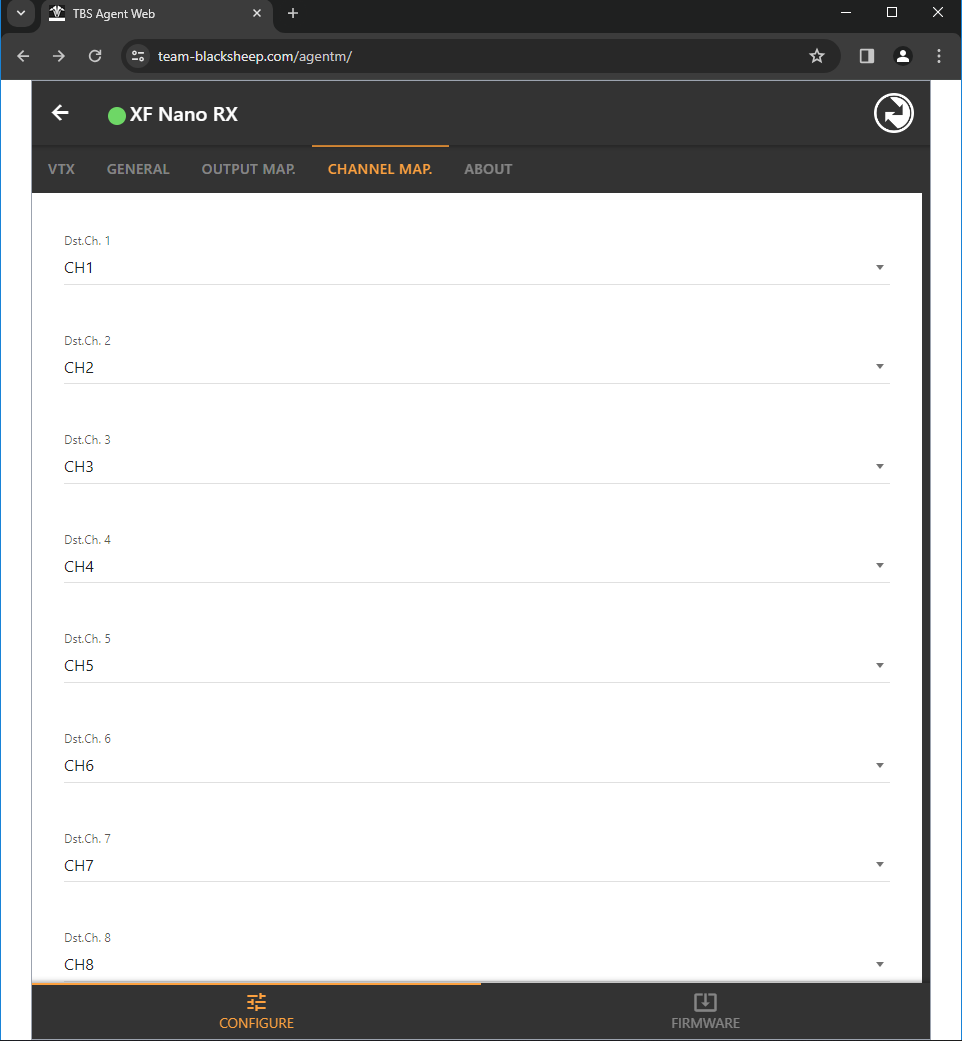 TBS Agent Web
team-blacksheep.com/agentm/
XF Nano RX
VTX GENERAL OUTPUT MAP. CHANNEL MAP. ABOUT
Dst.Ch. 1
CH1
Dst.Ch. 2
CH2
Dst.Ch. 3
CH3
Dst.Ch. 4
CH4
Dst.Ch. 5
CH5
Dst.Ch. 6
CH6
Dst.Ch. 7
CH7
Dst.Ch. 8
CH8
CONFIGURE FIRMWARE